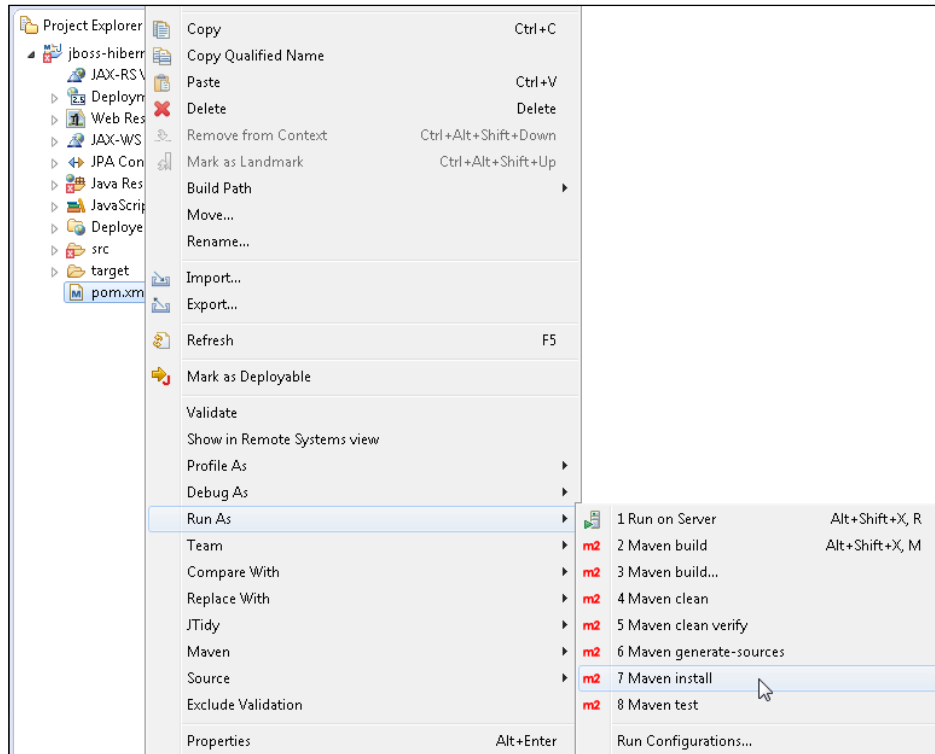 Project Explorer
jboss-hibern
JAX-RS V
Deploym
Web Res
JAX-WS
JPA Con
Java Res
JavaScrip
Deploye
src
target
pom.xm
Copy Ctrl+C
Copy Qualified Name
Paste Ctrl+V
Delete Delete
Remove from Context Ctrl+Alt+Shift+Down
Mark as Landmark Ctrl+Alt+Shift+Up
Build Path
Move...
Rename...
Import...
Export...
Refresh F5
Mark as Deployable
Validate
Show in Remote Systems view
Profile As
Debug As
Run As
Team
Compare With
Replace With
JTidy
Maven
Source
Exclude Validation
Properties Alt+Enter
1 Run on Server Alt+Shift+X, R
m2 2 Maven build Alt+Shift+X, M
m2 3 Maven build...
m2 4 Maven clean
m2 5 Maven clean verify
m2 6 Maven generate-sources
m2 7 Maven install
m2 8 Maven test
Run Configurations...